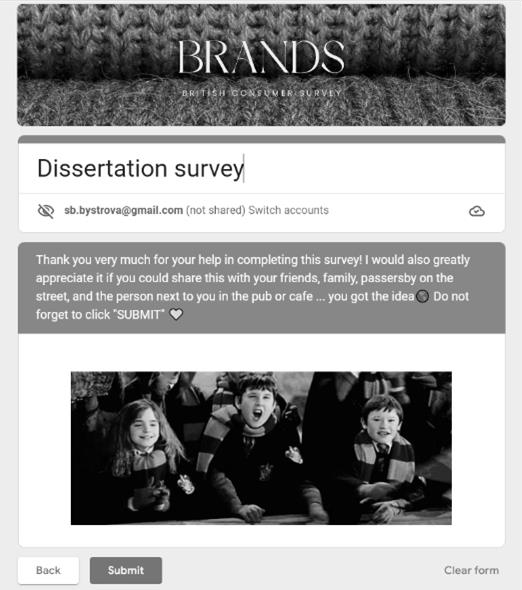 BRANDS
BRITISH CONSUMER SURVEY
Dissertation survey
sb.bystrova@gmail.com (not shared) Switch accounts
Thank you very much for your help in completing this survey! I would also greatly
appreciate it if you could share this with your friends, family, passersby on the
street, and the person next to you in the pub or cafe ... you got the idea Do not
forget to click "SUBMIT" 🤍
Back
Submit
Clear form